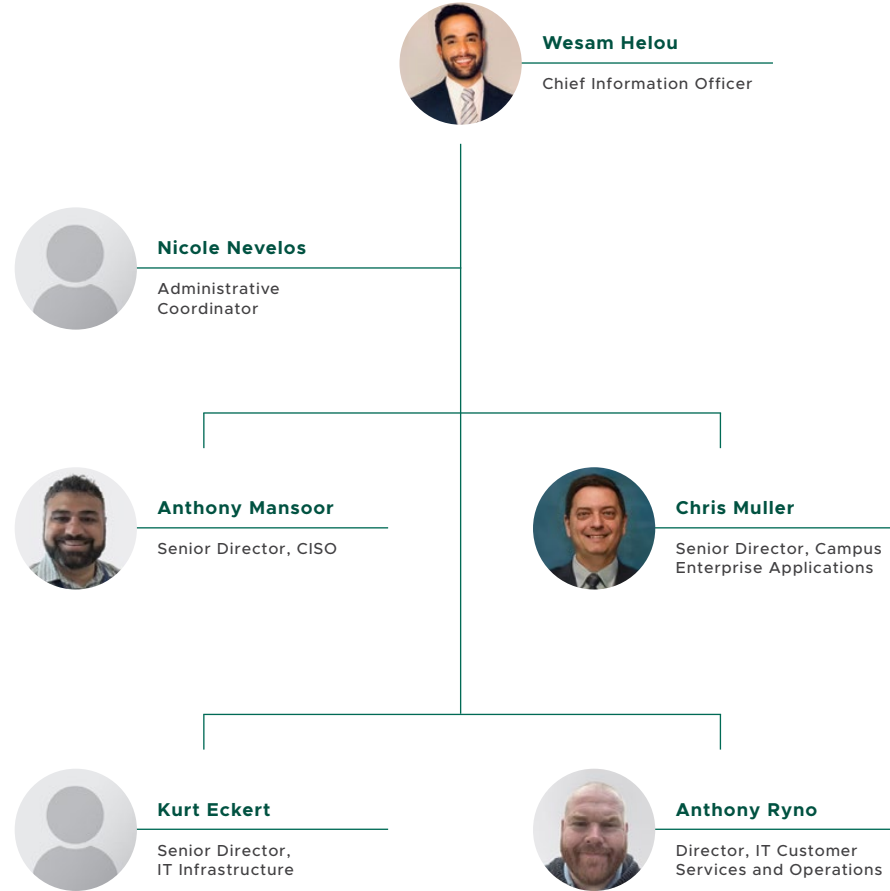 Wesam Helou
Chief Information Officer
Nicole Nevelos
Administrative
Coordinator
Anthony Mansoor
Senior Director, CISO
Chris Muller
Senior Director, Campus
Enterprise Applications
Kurt Eckert
Senior Director,
IT Infrastructure
Anthony Ryno
Director, IT Customer
Services and Operations